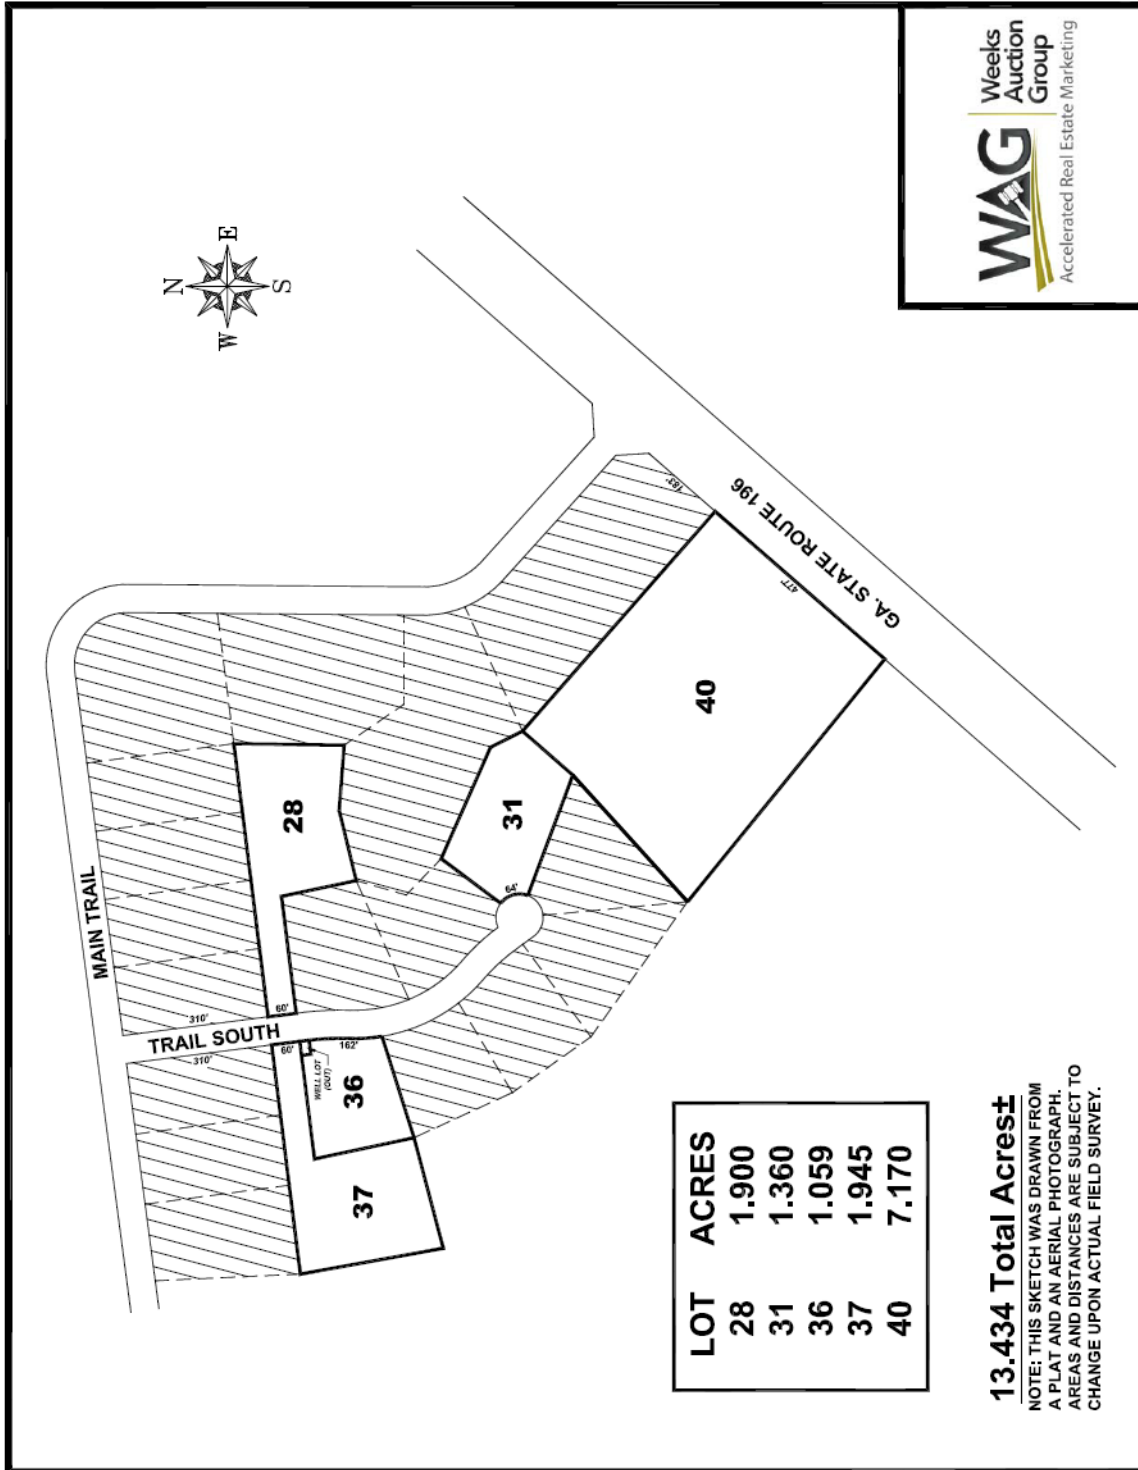 WAG
Weeks
Auction
Group
Accelerated Real Estate Marketing
N
E
S
W
MAIN TRAIL
310'
TRAIL SOUTH
310'
60'
60'
162'
WELL LOT
(OUT)
28
36
37
31
64'
40
183'
477'
GA. STATE ROUTE 196
LOT ACRES
28 1.900
31 1.360
36 1.059
37 1.945
40 7.170
13.434 Total Acres±
NOTE: THIS SKETCH WAS DRAWN FROM
A PLAT AND AN AERIAL PHOTOGRAPH.
AREAS AND DISTANCES ARE SUBJECT TO
CHANGE UPON ACTUAL FIELD SURVEY.